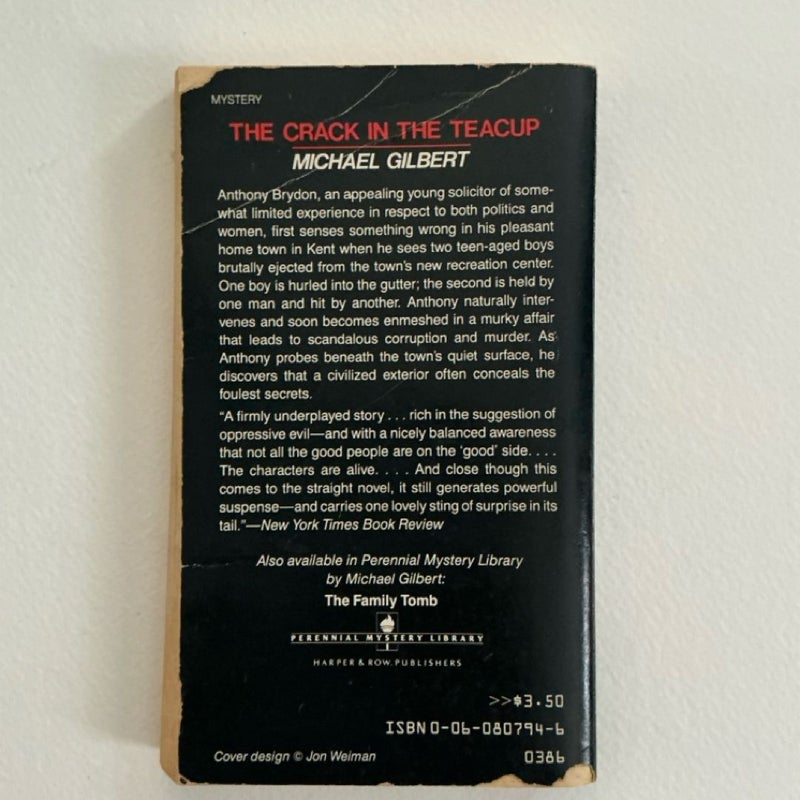 MYSTERY
THE CRACK IN THE TEACUP
MICHAEL GILBERT
Anthony Brydon, an appealing young solicitor of some-
what limited experience in respect to both politics and
women, first senses something wrong in his pleasant
home town in Kent when he sees two teen-aged boys
brutally ejected from the town's new recreation center.
One boy is hurled into the gutter; the second is held by
one man and hit by another. Anthony naturally inter-
venes and soon becomes enmeshed in a murky affair
that leads to scandalous corruption and murder. As
Anthony probes beneath the town's quiet surface, he
discovers that a civilized exterior often conceals the
foulest secrets.
"A firmly underplayed story . . . rich in the suggestion of
oppressive evil—and with a nicely balanced awareness
that not all the good people are on the 'good' side. . . .
The characters are alive. . . . And close though this
comes to the straight novel, it still generates powerful
suspense—and carries one lovely sting of surprise in its
tail."—New York Times Book Review
Also available in Perennial Mystery Library
by Michael Gilbert:
The Family Tomb
PERENNIAL MYSTERY LIBRARY
HARPER & ROW, PUBLISHERS
>>$3.50
ISBN 0-06-080794-6
Cover design © Jon Weiman
0386